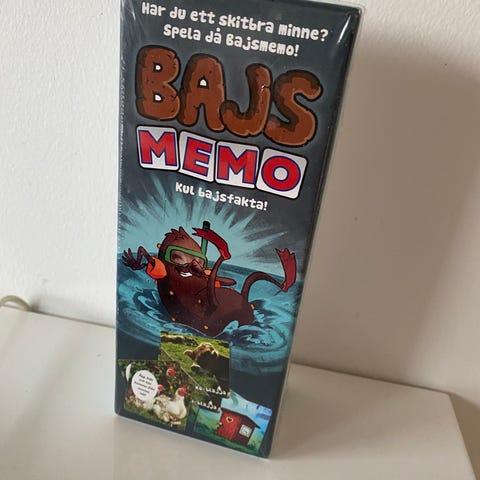 Har du ett skitbra minne?
Spela då Bajsmemo!
BAJS
MEMO
Kul bajsfakta!